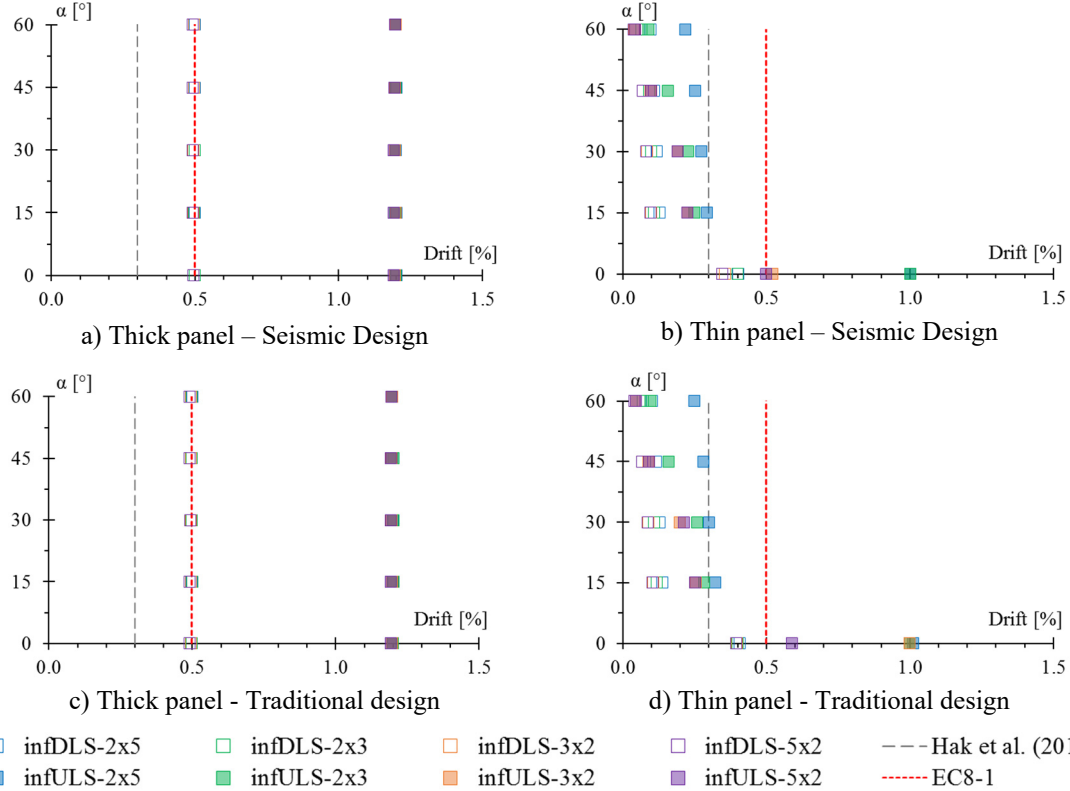 α [°]
60
45
30
15
0
0.0 0.5 1.0 1.5
Drift [%]
a) Thick panel – Seismic Design
α [°]
60
45
30
15
0
0.0 0.5 1.0 1.5
Drift [%]
b) Thin panel – Seismic Design
α [°]
60
45
30
15
0
0.0 0.5 1.0 1.5
Drift [%]
c) Thick panel - Traditional design
α [°]
60
45
30
15
0
0.0 0.5 1.0 1.5
Drift [%]
d) Thin panel - Traditional design
infDLS-2x5 infDLS-2x3 infDLS-3x2 infDLS-5x2 Hak et al. (201
infULS-2x5 infULS-2x3 infULS-3x2 infULS-5x2 EC8-1